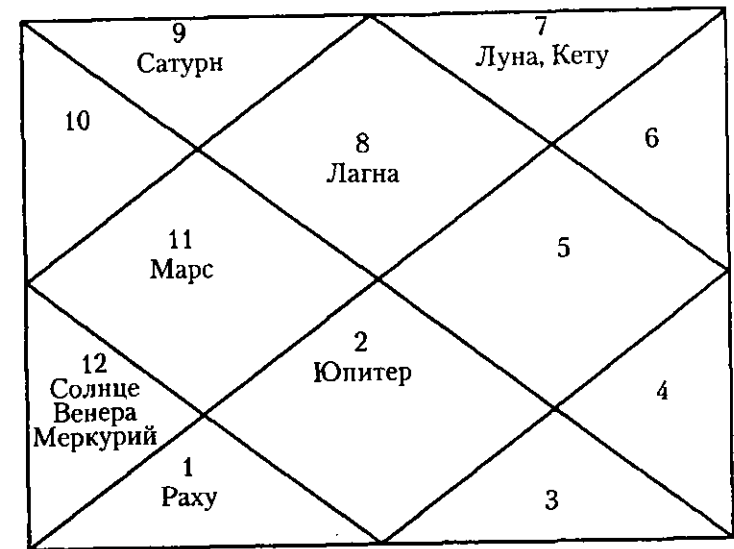 9
Сатурн
7
Луна, Кету
10
8
Лагна
6
11
Марс
5
12
Солнце
Венера
Меркурий
2
Юпитер
4
1
Раху
3